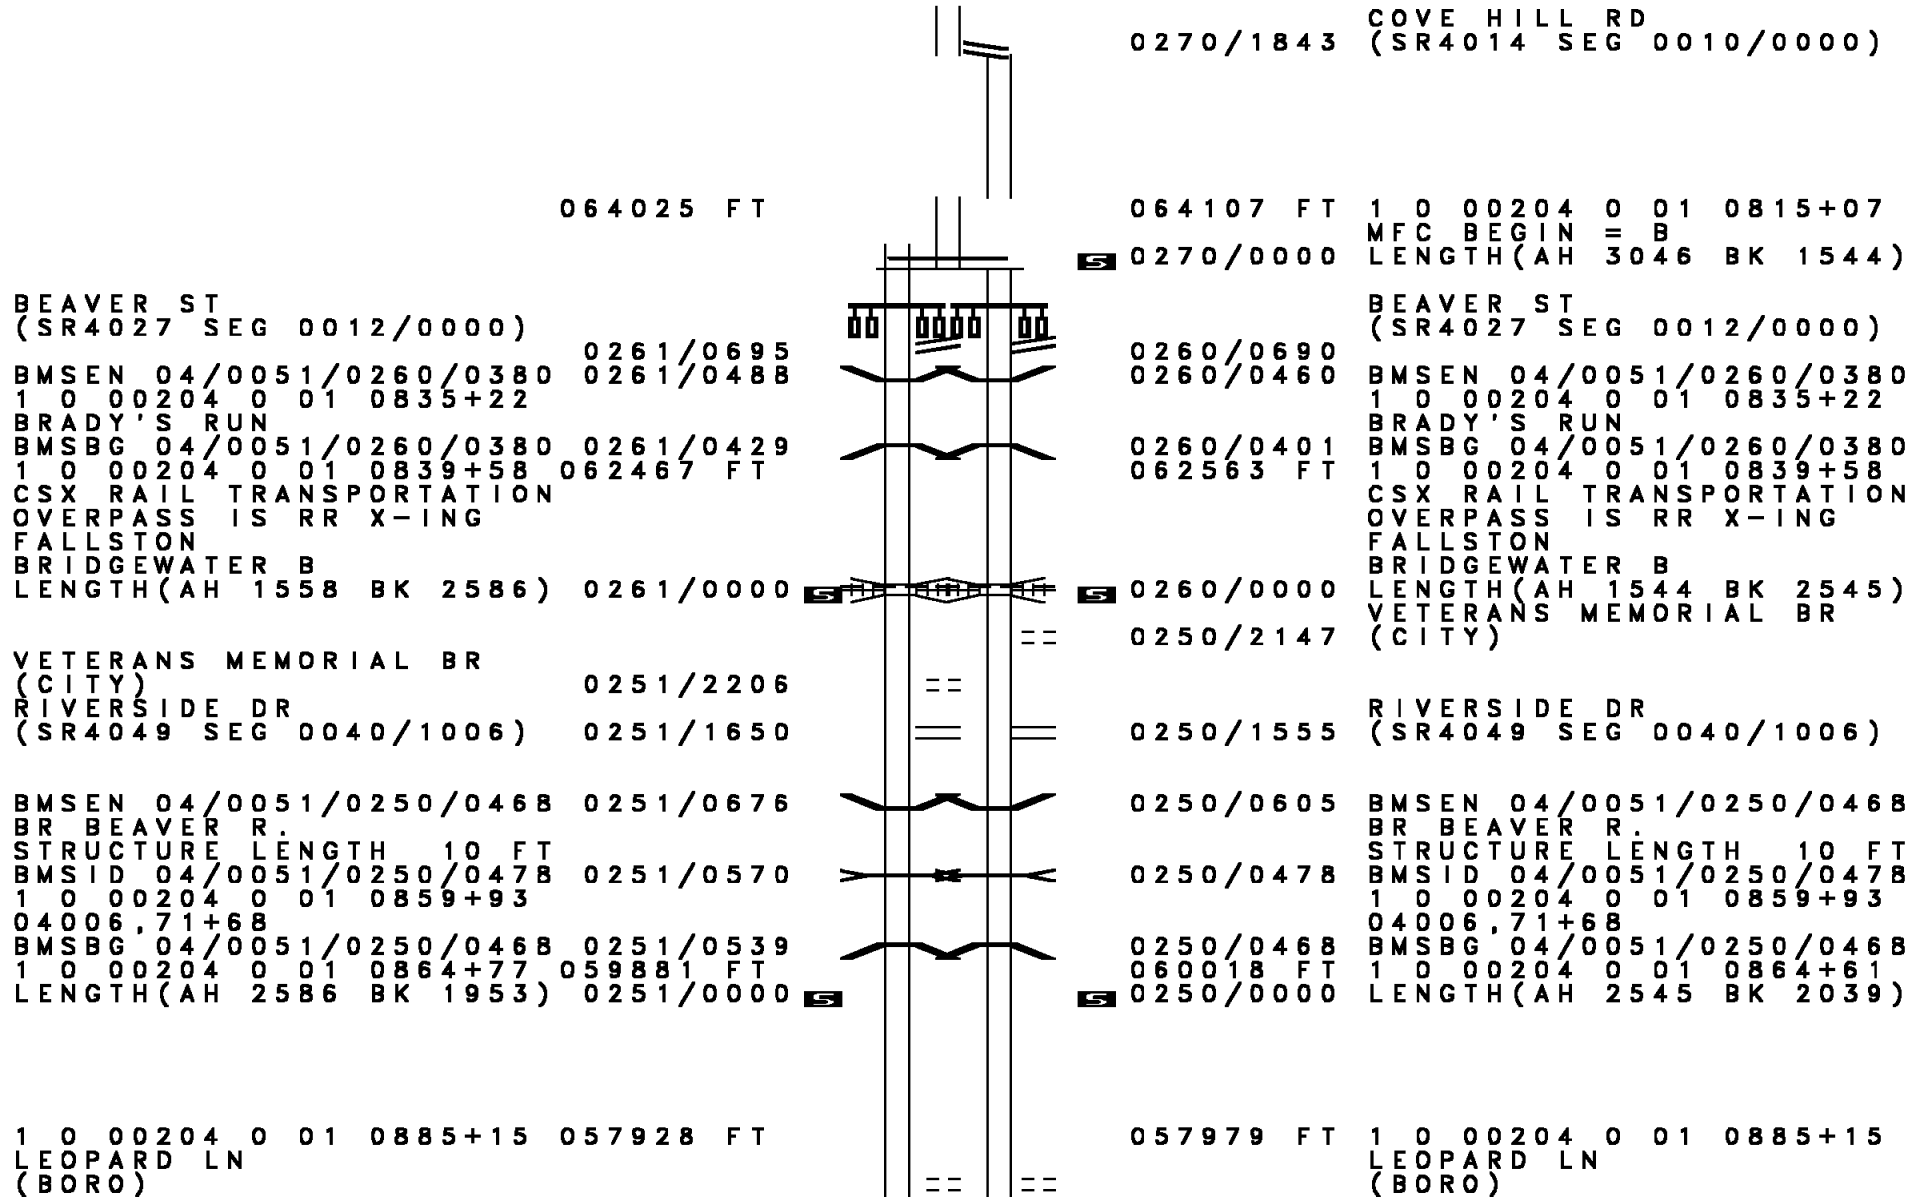 COVE HILL RD
0270/1843 (SR4014 SEG 0010/0000)
064025 FT 064107 FT 1 0 00204 0 01 0815+07
MFC BEGIN = B
S 0270/0000 LENGTH(AH 3046 BK 1544)
BEAVER ST BEAVER ST
(SR4027 SEG 0012/0000) (SR4027 SEG 0012/0000)
0261/0695 0260/0690
BMSEN 04/0051/0260/0380 0261/0488 0260/0460 BMSEN 04/0051/0260/0380
1 0 00204 0 01 0835+22 1 0 00204 0 01 0835+22
BRADY'S RUN BRADY'S RUN
BMSBG 04/0051/0260/0380 0261/0429 0260/0401 BMSBG 04/0051/0260/0380
1 0 00204 0 01 0839+58 062467 FT 062563 FT 1 0 00204 0 01 0839+58
CSX RAIL TRANSPORTATION CSX RAIL TRANSPORTATION
OVERPASS IS RR X-ING OVERPASS IS RR X-ING
FALLSTON FALLSTON
BRIDGEWATER B BRIDGEWATER B
LENGTH(AH 1558 BK 2586) 0261/0000 S S 0260/0000 LENGTH(AH 1544 BK 2545)
VETERANS MEMORIAL BR
0250/2147 (CITY)
VETERANS MEMORIAL BR
(CITY) 0251/2206
RIVERSIDE DR RIVERSIDE DR
(SR4049 SEG 0040/1006) 0251/1650 0250/1555 (SR4049 SEG 0040/1006)
BMSEN 04/0051/0250/0468 0251/0676 0250/0605 BMSEN 04/0051/0250/0468
BR BEAVER R. BR BEAVER R.
STRUCTURE LENGTH 10 FT STRUCTURE LENGTH 10 FT
BMSID 04/0051/0250/0478 0251/0570 0250/0478 BMSID 04/0051/0250/0478
1 0 00204 0 01 0859+93 1 0 00204 0 01 0859+93
04006,71+68 04006,71+68
BMSBG 04/0051/0250/0468 0251/0539 0250/0468 BMSBG 04/0051/0250/0468
1 0 00204 0 01 0864+77 059881 FT 060018 FT 1 0 00204 0 01 0864+61
LENGTH(AH 2586 BK 1953) 0251/0000 S S 0250/0000 LENGTH(AH 2545 BK 2039)
1 0 00204 0 01 0885+15 057928 FT 057979 FT 1 0 00204 0 01 0885+15
LEOPARD LN LEOPARD LN
(BORO) (BORO)